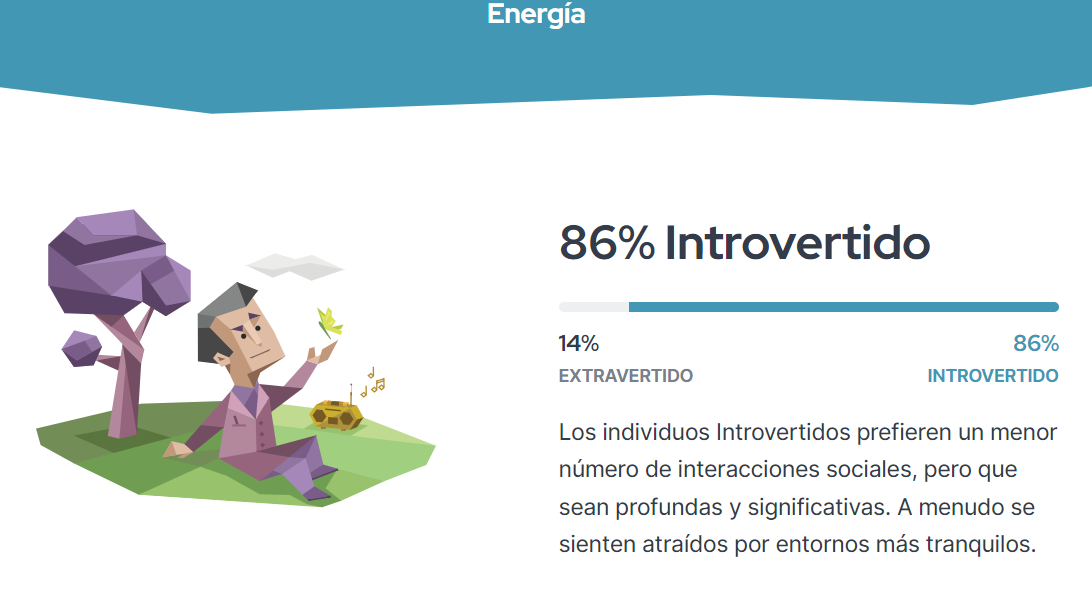 Energía
86% Introvertido
14%
86%
EXTRAVERTIDO
INTROVERTIDO
Los individuos Introvertidos prefieren un menor
número de interacciones sociales, pero que
sean profundas y significativas. A menudo se
sienten atraídos por entornos más tranquilos.